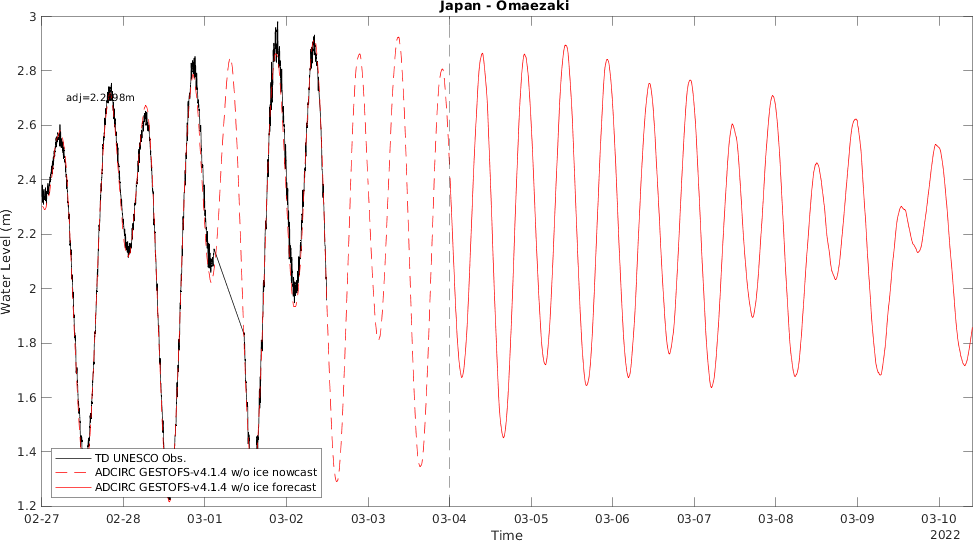 Japan - Omaezaki
3
2.8
2.6
2.4
2.2
2
1.8
1.6
1.4
1.2
Water Level (m)
TD UNESCO Obs.
ADCIRC GESTOFS-v4.1.4 w/o ice nowcast
ADCIRC GESTOFS-v4.1.4 w/o ice forecast
02-27 02-28 03-01 03-02 03-03 03-04 03-05 03-06 03-07 03-08 03-09 03-10
Time
2022